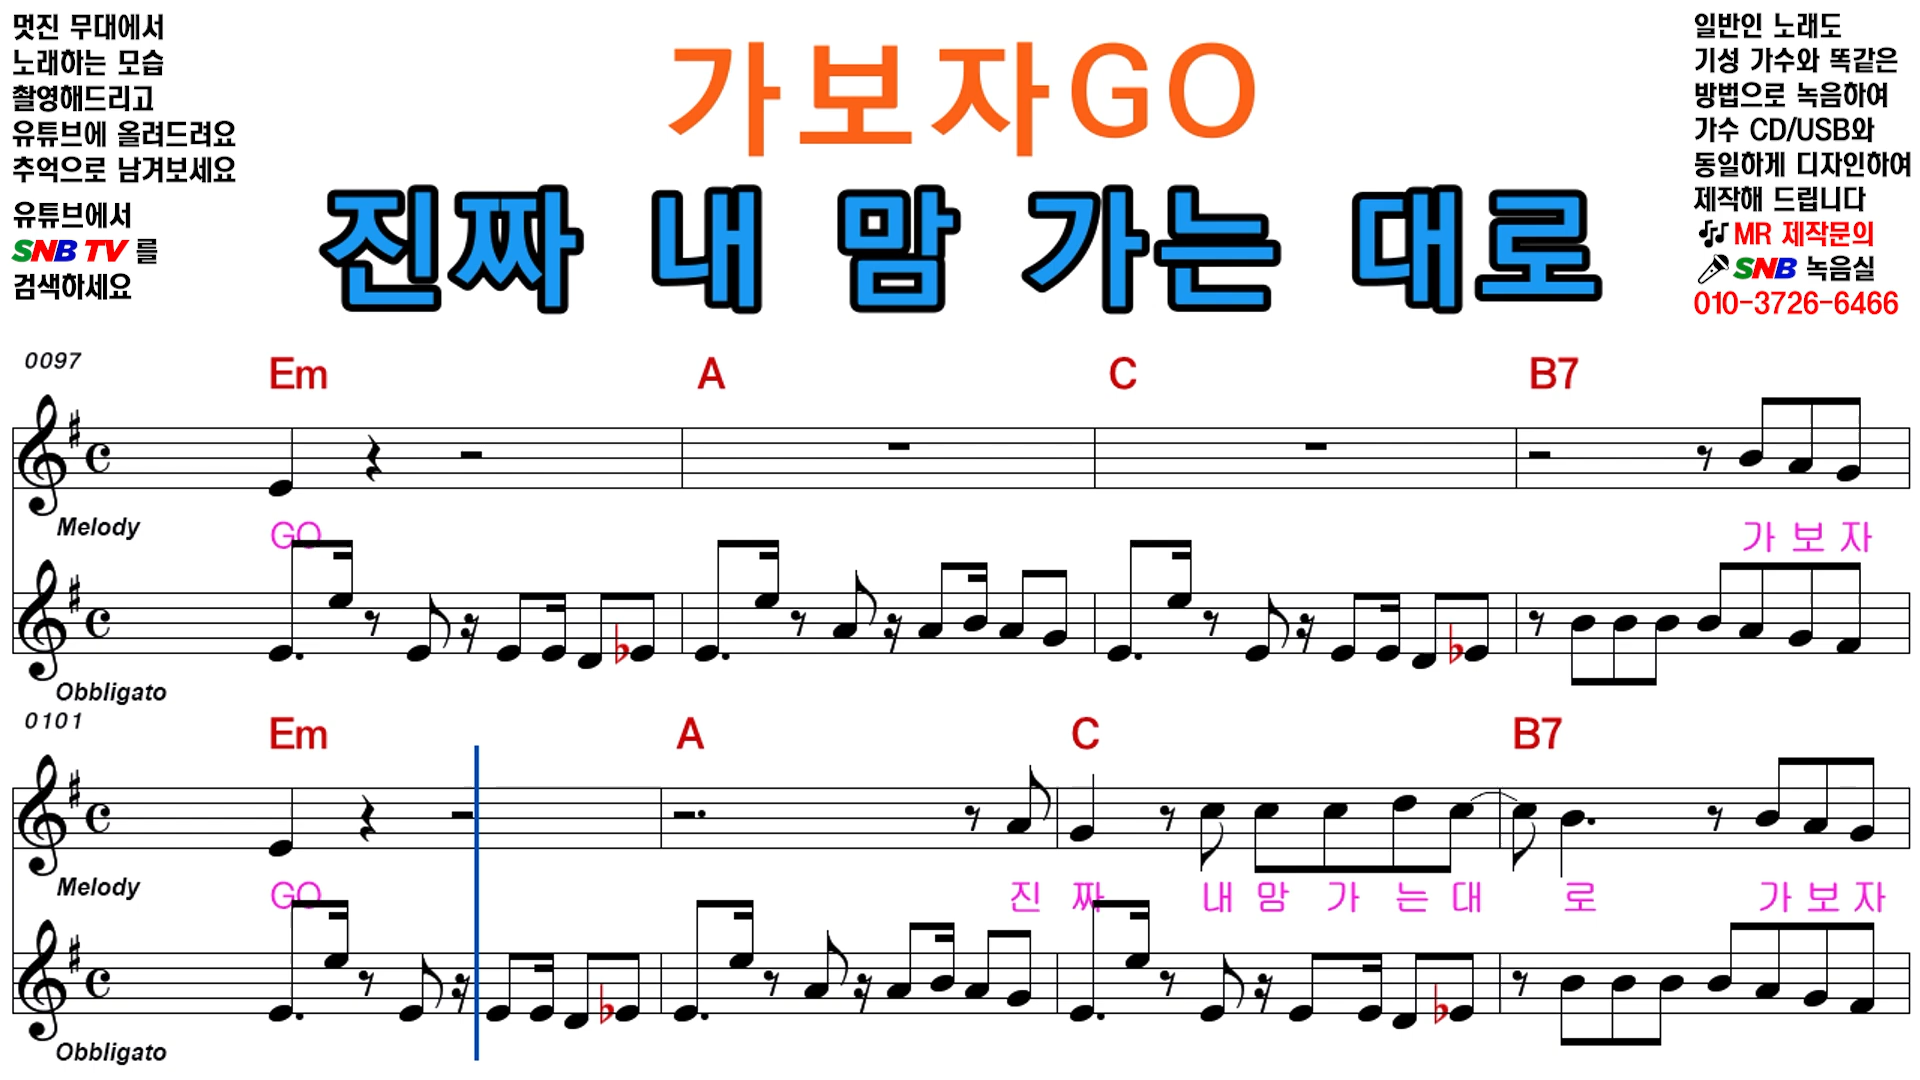 멋진 무대에서
노래하는 모습
촬영해드리고
유튜브에 올려드려요
추억으로 남겨보세요
유튜브에서
SNB TV 를
검색하세요
가보자GO
진짜 내 맘 가는 대로
일반인 노래도
기성 가수와 똑같은
방법으로 녹음하여
가수 CD/USB와
동일하게 디자인하여
제작해 드립니다
MR 제작문의
SNB 녹음실
010-3726-6466
0097
Em A C B7
Melody
GO 가 보 자
Obbligato
0101
Em A C B7
Melody
GO 진 짜 내 맘 가 는 대 로 가 보 자
Obbligato